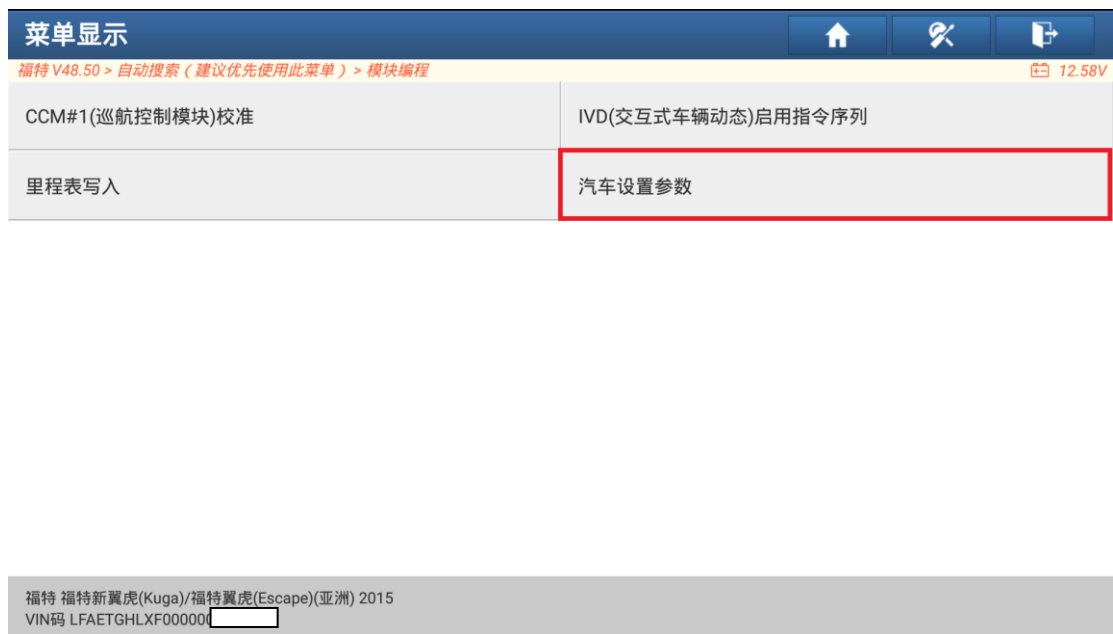 菜单显示
福特 V48.50 > 自动搜索（建议优先使用此菜单）> 模块编程
12.58V
CCM#1(巡航控制模块)校准
IVD(交互式车辆动态)启用指令序列
里程表写入
汽车设置参数
福特 福特新翼虎(Kuga)/福特翼虎(Escape)(亚洲) 2015
VIN码 LFAETGHLXF000000